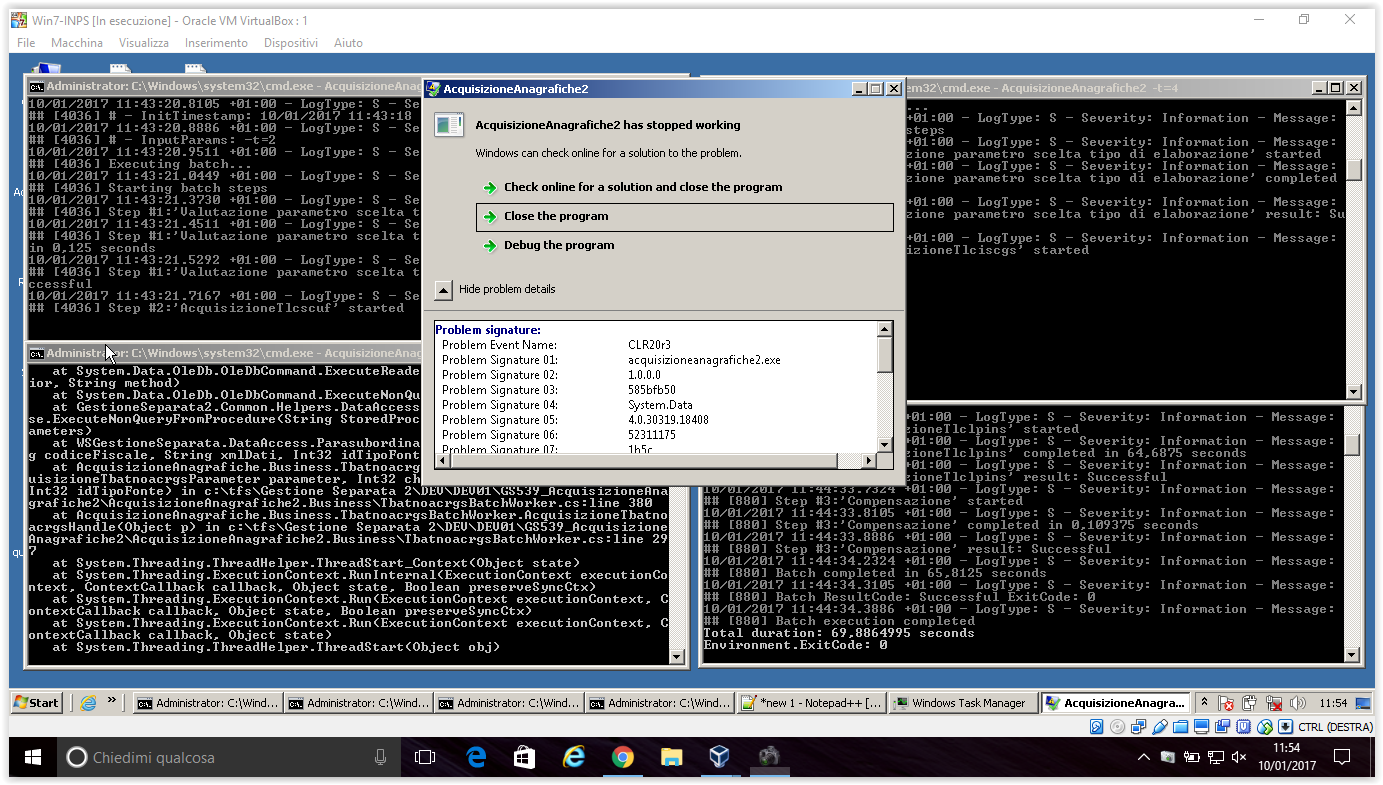 Win7-INPS [In esecuzione] - Oracle VM VirtualBox : 1
File Macchina Visualizza Inserimento Dispositivi Aiuto
Administrator: C:\Windows\system32\cmd.exe - AcquisizioneAnag
10/01/2017 11:43:20.8105 +01:00 - LogType: S - Se
## [4036] # - InitTimestamp: 10/01/2017 11:43:18
10/01/2017 11:43:20.8886 +01:00 - LogType: S - Se
## [4036] # - InputParams: -t=2
10/01/2017 11:43:20.9511 +01:00 - LogType: S - Se
## [4036] Executing batch...
10/01/2017 11:43:21.0449 +01:00 - LogType: S - Se
## [4036] Starting batch steps
10/01/2017 11:43:21.3730 +01:00 - LogType: S - Se
## [4036] Step #1:'Valutazione parametro scelta t
10/01/2017 11:43:21.4511 +01:00 - LogType: S - Se
## [4036] Step #1:'Valutazione parametro scelta t
in 0,125 seconds
10/01/2017 11:43:21.5292 +01:00 - LogType: S - Se
## [4036] Step #1:'Valutazione parametro scelta t
ccessful
10/01/2017 11:43:21.7167 +01:00 - LogType: S - Se
## [4036] Step #2:'AcquisizioneTlcscuf' started
Administrator: C:\Windows\system32\cmd.exe - AcquisizioneAnag
at System.Data.OleDb.OleDbCommand.ExecuteReade
ior, String method)
at System.Data.OleDb.OleDbCommand.ExecuteNonQu
at GestioneSeparata2.Common.Helpers.DataAccess
se.ExecuteNonQueryFromProcedure(String StoredProc
ameters)
at WSGestioneSeparata.DataAccess.Parasubordina
g codiceFiscale, String xmlDati, Int32 idTipoFont
at AcquisizioneAnagrafiche2.Business.Thatnoacrg
uisizioneThatnoacrgsParameter parameter, Int32 ch
Int32 idTipoFonte) in c:\tfs\Gestione Separata 2\DEV\DEV01\GS539_AcquisizioneAna
grafiche2\AcquisizioneAnagrafiche2.Business\ThatnoacrgsBatchWorker.cs:line 380
at AcquisizioneAnagrafiche2.Business.ThatnoacrgsBatchWorker.AcquisizioneThatno
acrgsHandle(Object p) in c:\tfs\Gestione Separata 2\DEV\DEV01\GS539_Acquisizione
Anagrafiche2\AcquisizioneAnagrafiche2.Business\ThatnoacrgsBatchWorker.cs:line 29
7
at System.Threading.ThreadHelper.ThreadStart_Context(Object state)
at System.Threading.ExecutionContext.RunInternal(ExecutionContext executionCo
ntext, ContextCallback callback, Object state, Boolean preserveSyncCtx)
at System.Threading.ExecutionContext.Run(ExecutionContext executionContext, C
ontextCallback callback, Object state, Boolean preserveSyncCtx)
at System.Threading.ExecutionContext.Run(ExecutionContext executionContext, C
ontextCallback callback, Object state)
at System.Threading.ThreadHelper.ThreadStart(Object obj)
AcquisizioneAnagrafiche2
AcquisizioneAnagrafiche2 has stopped working
Windows can check online for a solution to the problem.
Check online for a solution and close the program
Close the program
Debug the program
Hide problem details
Problem signature:
Problem Event Name: CLR20r3
Problem Signature 01: acquisizioneanagrafiche2.exe
Problem Signature 02: 1.0.0.0
Problem Signature 03: 585bfb50
Problem Signature 04: System.Data
Problem Signature 05: 4.0.30319.18408
Problem Signature 06: 52311175
Problem Signature 07: 1b5c
em32\cmd.exe - AcquisizioneAnagrafiche2 -t=4
...
+01:00 - LogType: S - Severity: Information - Message:
steps
+01:00 - LogType: S - Severity: Information - Message:
zione parametro scelta tipo di elaborazione' started
+01:00 - LogType: S - Severity: Information - Message:
zione parametro scelta tipo di elaborazione' completed
+01:00 - LogType: S - Severity: Information - Message:
zione parametro scelta tipo di elaborazione' result: Su
+01:00 - LogType: S - Severity: Information - Message:
izioneTlciscgs' started
+01:00 - LogType: S - Severity: Information - Message:
izioneTlclpins' started
+01:00 - LogType: S - Severity: Information - Message:
izioneTlclpins' completed in 64,6875 seconds
+01:00 - LogType: S - Severity: Information - Message:
izioneTlclpins' result: Successful
10/01/2017 11:44:33.7324 +01:00 - LogType: S - Severity: Information - Message:
## [880] Step #3:'Compensazione' started
10/01/2017 11:44:33.8105 +01:00 - LogType: S - Severity: Information - Message:
## [880] Step #3:'Compensazione' completed in 0,109375 seconds
10/01/2017 11:44:33.8886 +01:00 - LogType: S - Severity: Information - Message:
## [880] Step #3:'Compensazione' result: Successful
10/01/2017 11:44:34.2324 +01:00 - LogType: S - Severity: Information - Message:
## [880] Batch completed in 65,8125 seconds
10/01/2017 11:44:34.3105 +01:00 - LogType: S - Severity: Information - Message:
## [880] Batch ResultCode: Successful ExitCode: 0
10/01/2017 11:44:34.3886 +01:00 - LogType: S - Severity: Information - Message:
## [880] Batch execution completed
Total duration: 69,8864995 seconds
Environment.ExitCode: 0
Start
Administrator: C:\Wind...
Administrator: C:\Wind...
Administrator: C:\Wind...
Administrator: C:\Wind...
*new 1 - Notepad++ [...
Windows Task Manager
AcquisizioneAnagra...
11:54
CTRL (DESTRA)
Chiedimi qualcosa
11:54
10/01/2017